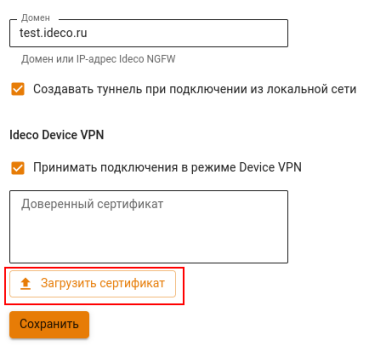 Домен
test.ideco.ru
Домен или IP-адрес Ideco NGFW
Создавать туннель при подключении из локальной сети
Ideco Device VPN
Принимать подключения в режиме Device VPN
Доверенный сертификат
Загрузить сертификат
Сохранить